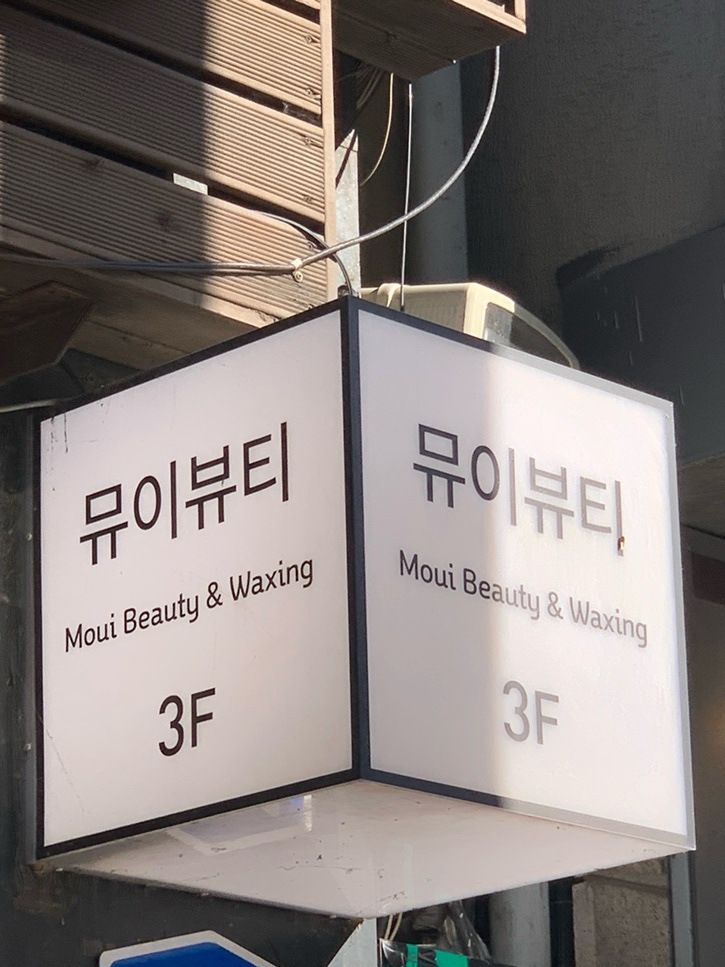 뮤이뷰티
Moui Beauty & Waxing
3F
뮤이뷰티
Moui Beauty & Waxing
3F